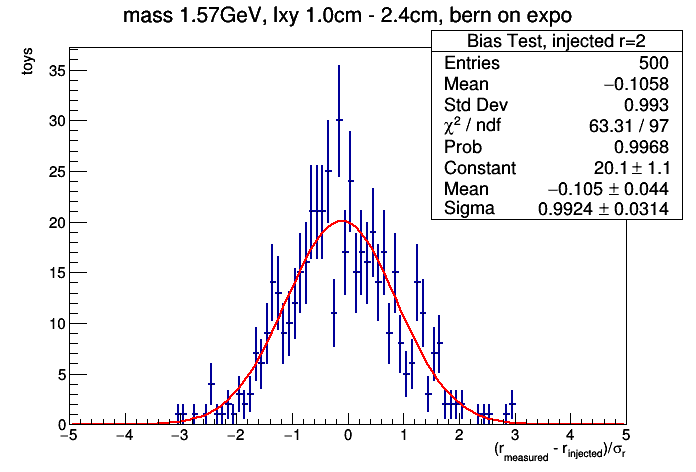 mass 1.57GeV, lxy 1.0cm - 2.4cm, bern on expo
Bias Test, injected r=2
Entries 500
Mean −0.1058
Std Dev 0.993
χ² / ndf 63.31 / 97
Prob 0.9968
Constant 20.1 ± 1.1
Mean −0.105 ± 0.044
Sigma 0.9924 ± 0.0314
toys
35
30
25
20
15
10
5
0
−5 −4 −3 −2 −1 0 1 2 3 4 5
(r_measured - r_injected)/σ_r